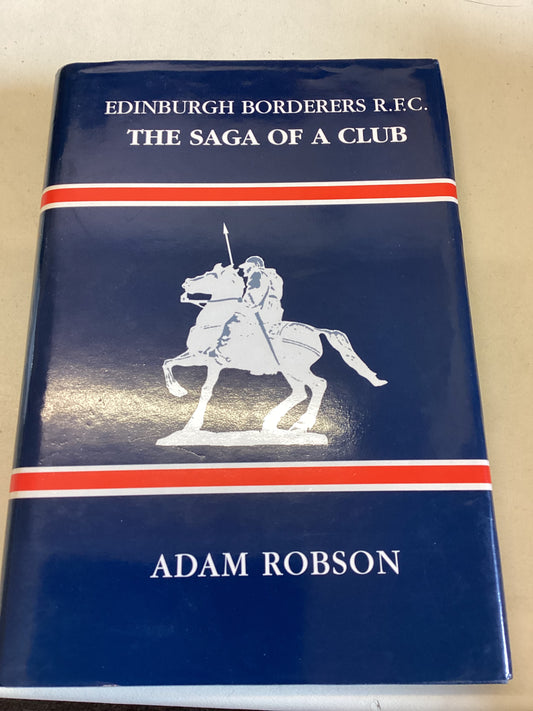 EDINBURGH BORDERERS R.F.C.
THE SAGA OF A CLUB
ADAM ROBSON